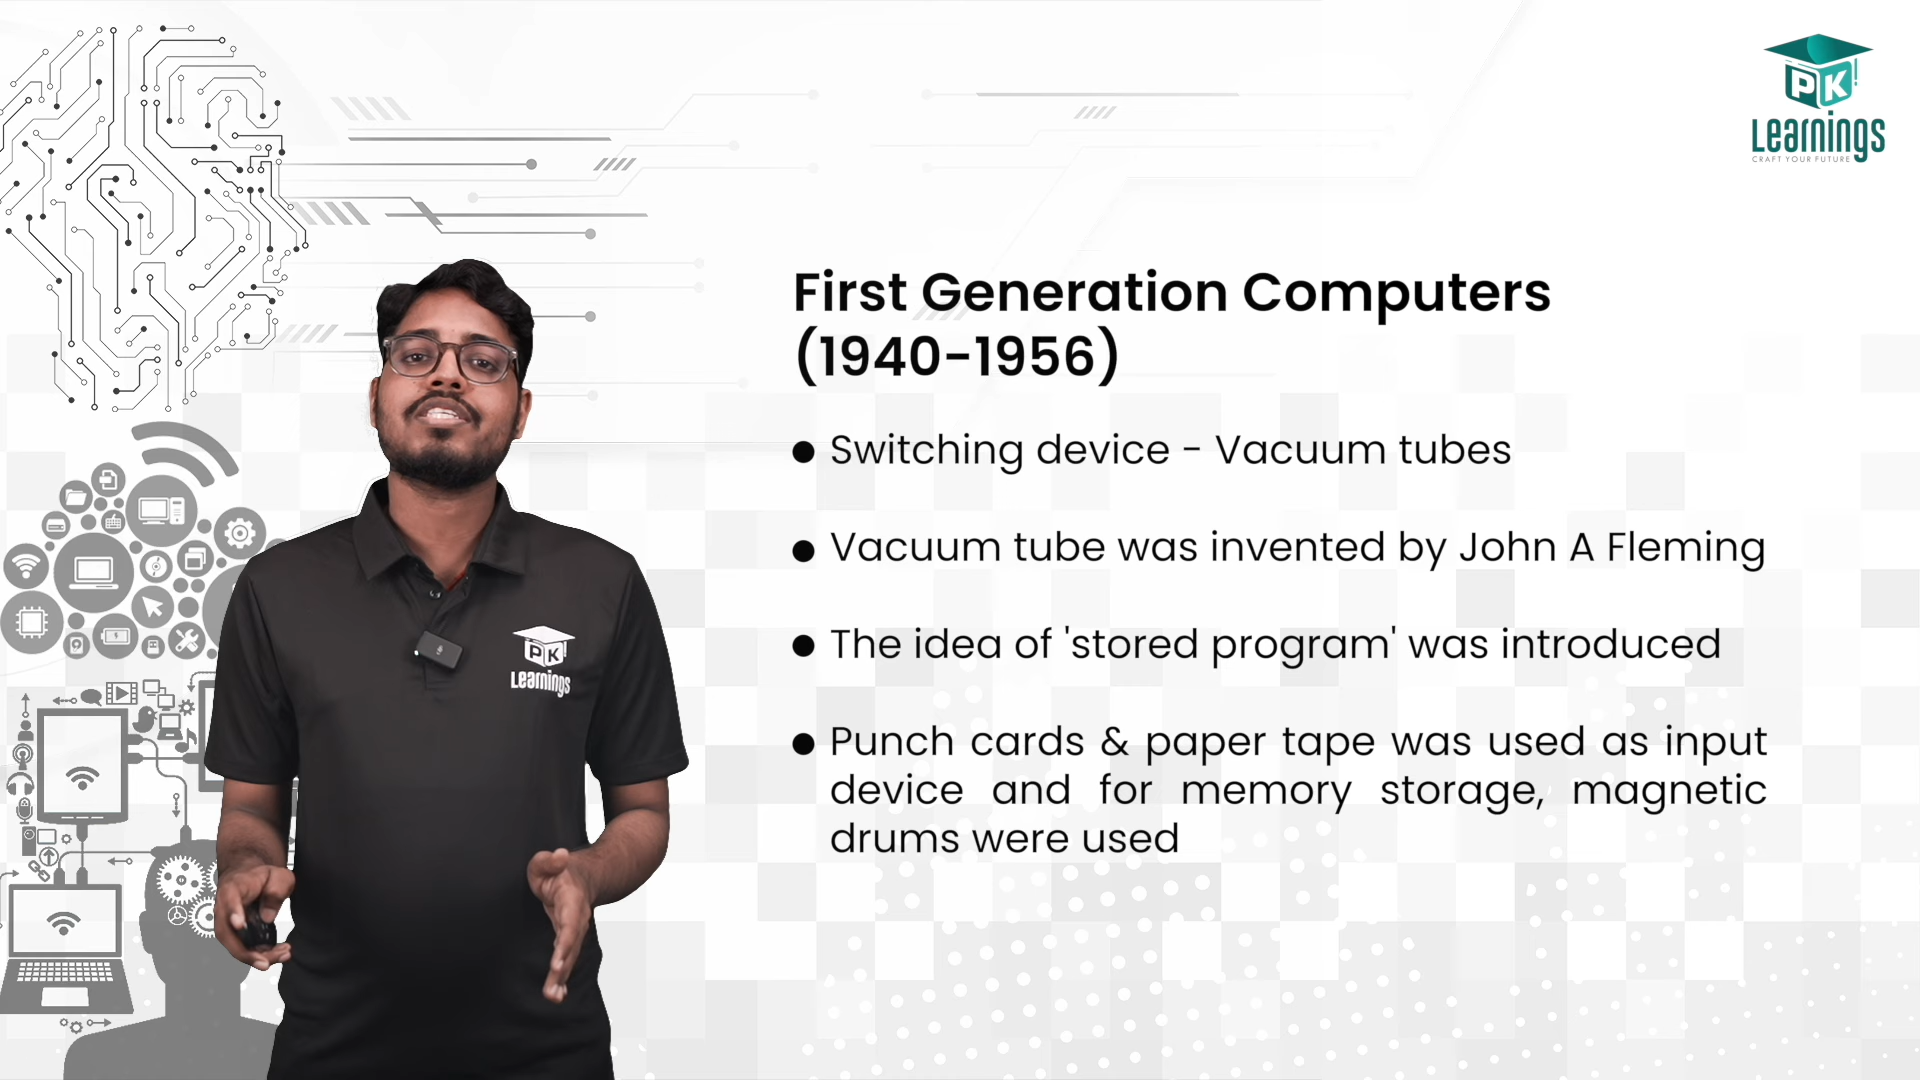 PK
Learnings
CRAFT YOUR FUTURE
First Generation Computers
(1940-1956)
● Switching device - Vacuum tubes
● Vacuum tube was invented by John A Fleming
● The idea of 'stored program' was introduced
● Punch cards & paper tape was used as input
device and for memory storage, magnetic
drums were used
PK
Learnings